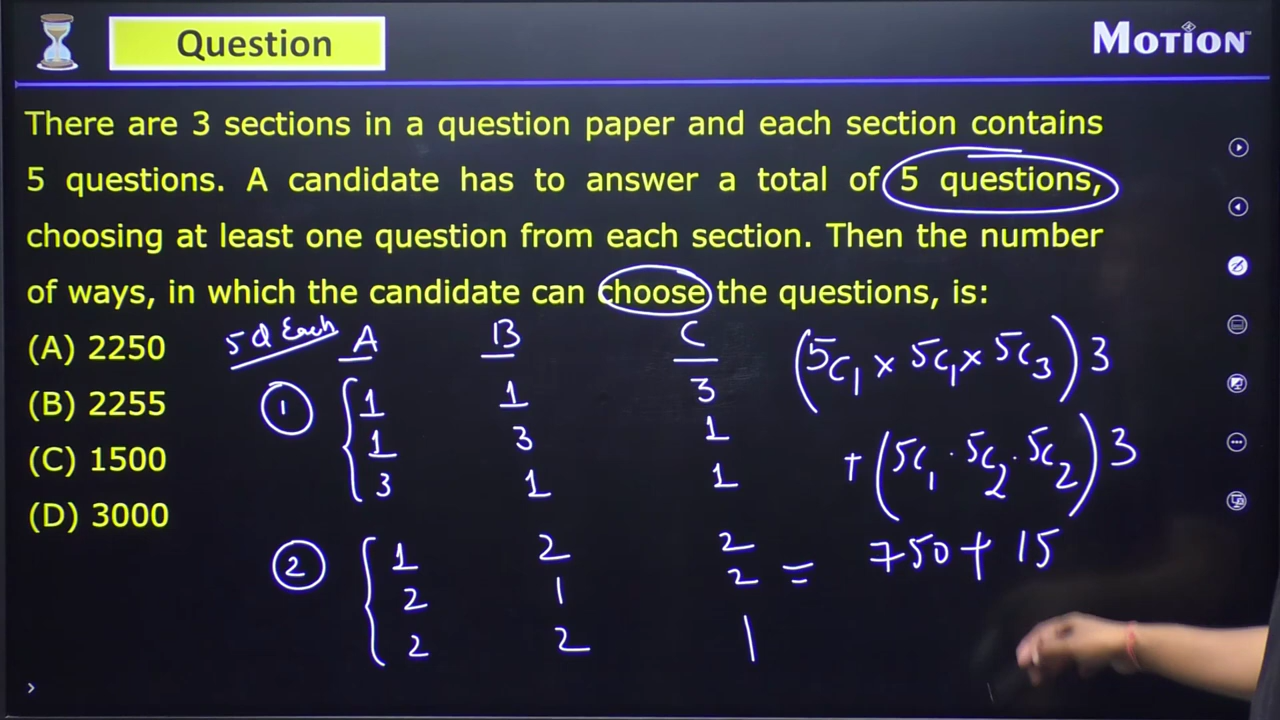 Question
MOTION
There are 3 sections in a question paper and each section contains
5 questions. A candidate has to answer a total of 5 questions,
choosing at least one question from each section. Then the number
of ways, in which the candidate can choose the questions, is:
(A) 2250
(B) 2255
(C) 1500
(D) 3000
5 Q Each A B C
① 1 1 3
1 3 1
3 1 1
② 1 2 2
2 1 2
2 2 1
(5C₁ × 5C₁ × 5C₃) 3
+ (5C₁ · 5C₂ · 5C₂) 3
= 750 + 15